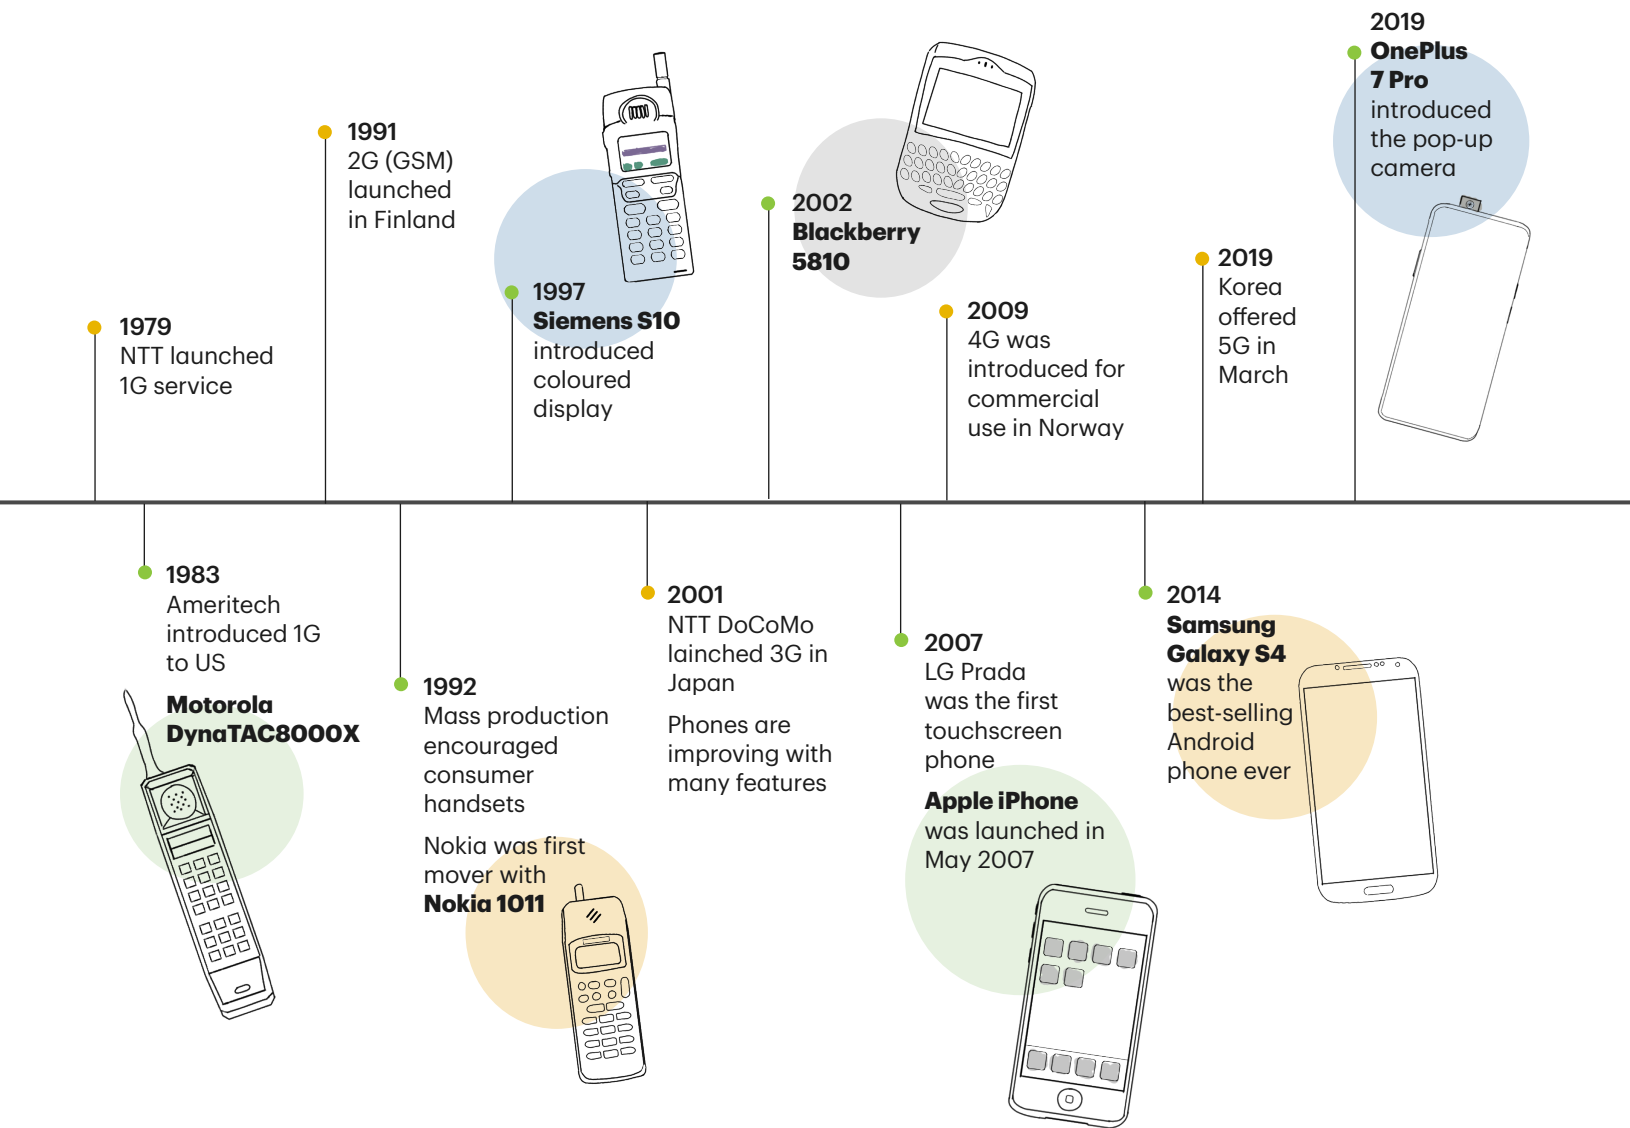 1979
NTT launched
1G service
1983
Ameritech
introduced 1G
to US
Motorola
DynaTAC8000X
1991
2G (GSM)
launched
in Finland
1992
Mass production
encouraged
consumer
handsets
Nokia was first
mover with
Nokia 1011
1997
Siemens S10
introduced
coloured
display
2001
NTT DoCoMo
lainched 3G in
Japan
Phones are
improving with
many features
2002
Blackberry
5810
2007
LG Prada
was the first
touchscreen
phone
Apple iPhone
was launched in
May 2007
2009
4G was
introduced for
commercial
use in Norway
2014
Samsung
Galaxy S4
was the
best-selling
Android
phone ever
2019
Korea
offered
5G in
March
2019
OnePlus
7 Pro
introduced
the pop-up
camera